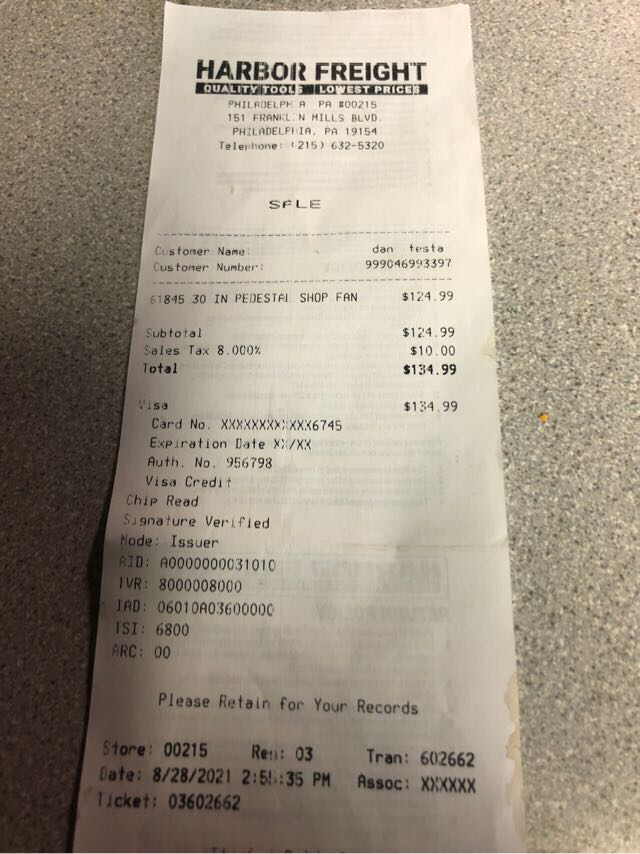 HARBOR FREIGHT
QUALITY TOOLS LOWEST PRICES
PHILADELPHIA PA #00215
151 FRANKLIN MILLS BLVD.
PHILADELPHIA, PA 19154
Telephone: (215) 632-5320
SALE
Customer Name: dan testa
Customer Number: 999046993397
61845 30 IN PEDESTAL SHOP FAN $124.99
Subtotal $124.99
Sales Tax 8.000% $10.00
Total $134.99
Visa $134.99
Card No. XXXXXXXXXXXX6745
Expiration Date XX/XX
Auth. No. 956798
Visa Credit
Chip Read
Signature Verified
Mode: Issuer
AID: A0000000031010
TVR: 8000008000
IAD: 06010A03600000
TSI: 6800
ARC: 00
Please Retain for Your Records
Store: 00215 Reg: 03 Tran: 602662
Date: 8/28/2021 PM Assoc: XXXXXX
Ticket: 03602662
RETURN POLICY